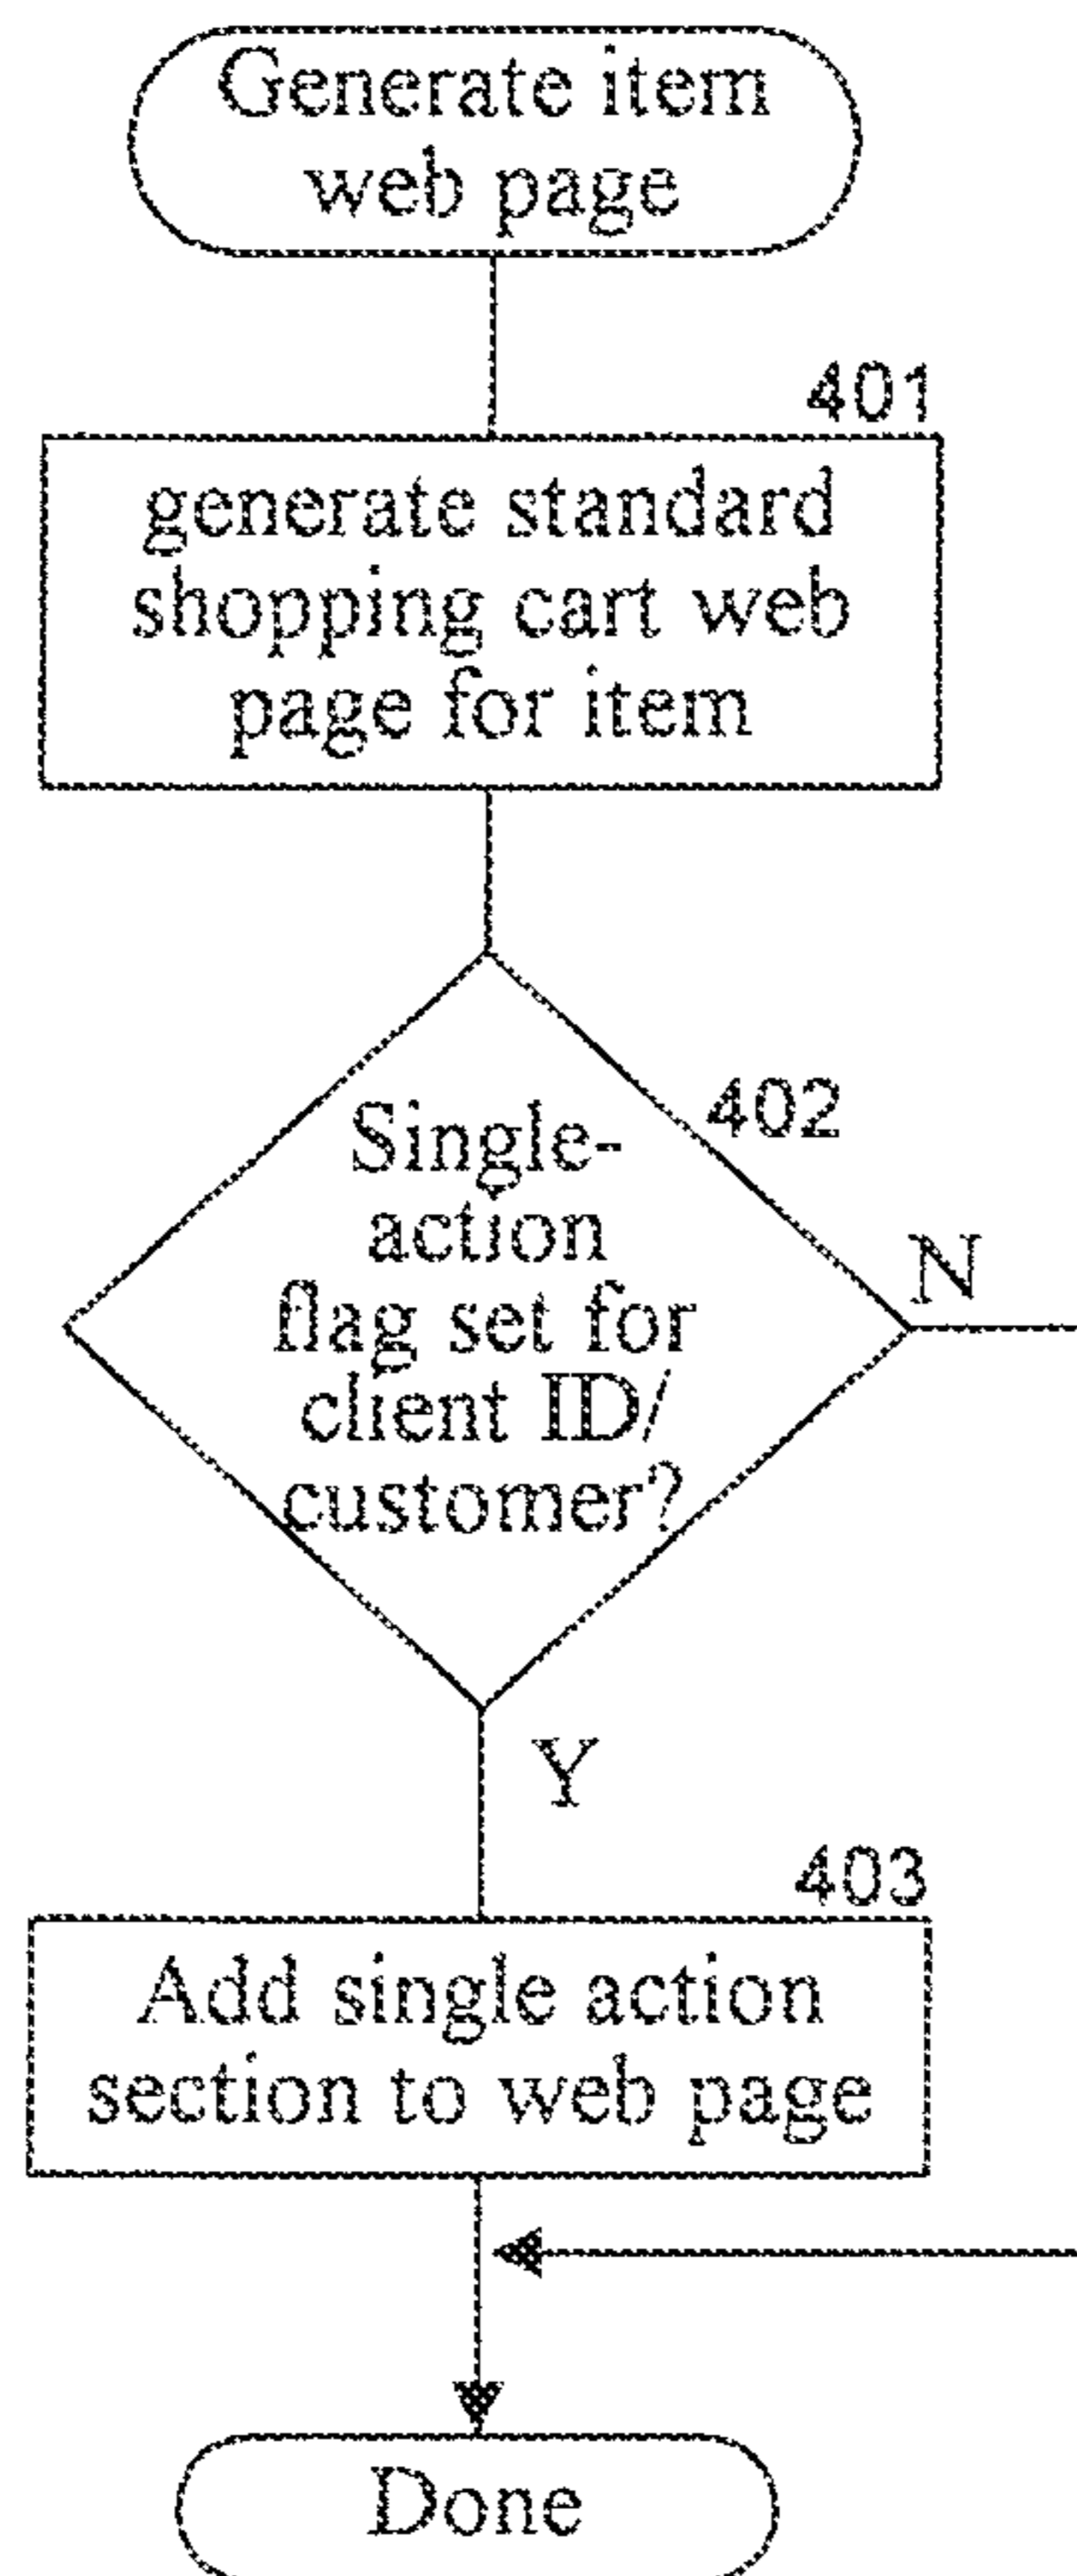 Generate item
web page
401
generate standard
shopping cart web
page for item
402
Single-
action
flag set for
client ID/
customer?
N
Y
403
Add single action
section to web page
Done